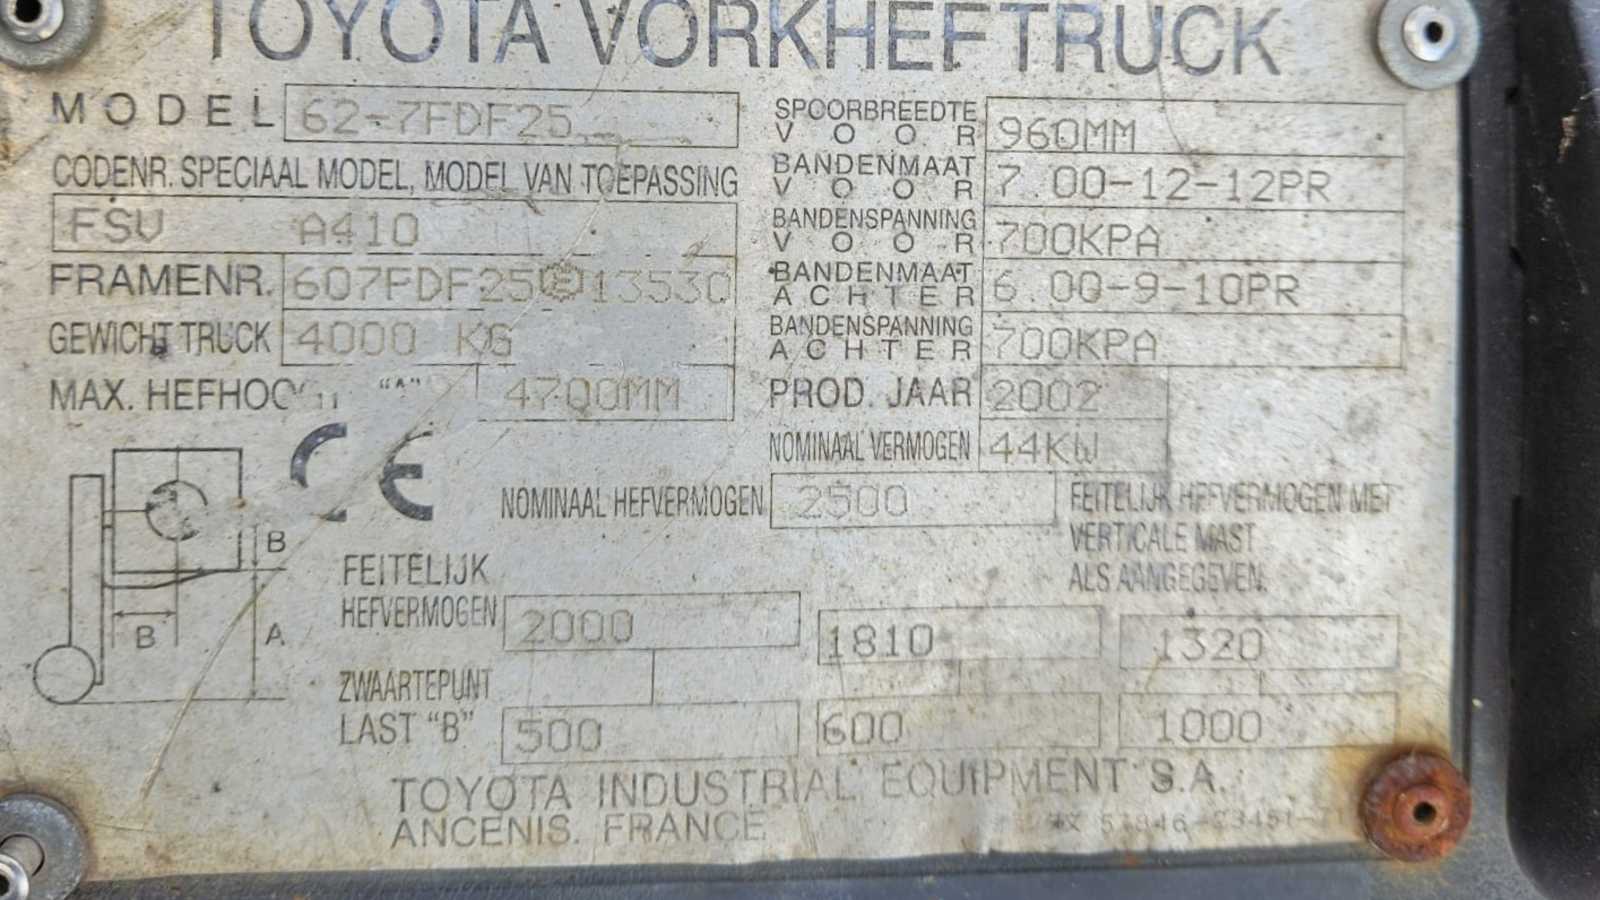 TOYOTA VORKHEFTRUCK
MODEL 62-7FDF25
CODENR. SPECIAAL MODEL, MODEL VAN TOEPASSING
FSV A410
FRAMENR. 607FDF25Ⓔ13530
GEWICHT TRUCK 4000 KG
MAX. HEFHOOGTE "A" 4700MM
SPOORBREEDTE
VOOR 960MM
BANDENMAAT
VOOR 7.00-12-12PR
BANDENSPANNING
VOOR 700KPA
BANDENMAAT
ACHTER 6.00-9-10PR
BANDENSPANNING
ACHTER 700KPA
PROD. JAAR 2002
NOMINAAL VERMOGEN 44KW
CE
NOMINAAL HEFVERMOGEN 2500
FEITELIJK HEFVERMOGEN MET
VERTICALE MAST
ALS AANGEGEVEN.
B
B
A
FEITELIJK
HEFVERMOGEN 2000 1810 1320
ZWAARTEPUNT
LAST "B" 500 600 1000
TOYOTA INDUSTRIAL EQUIPMENT S.A.
ANCENIS. FRANCE